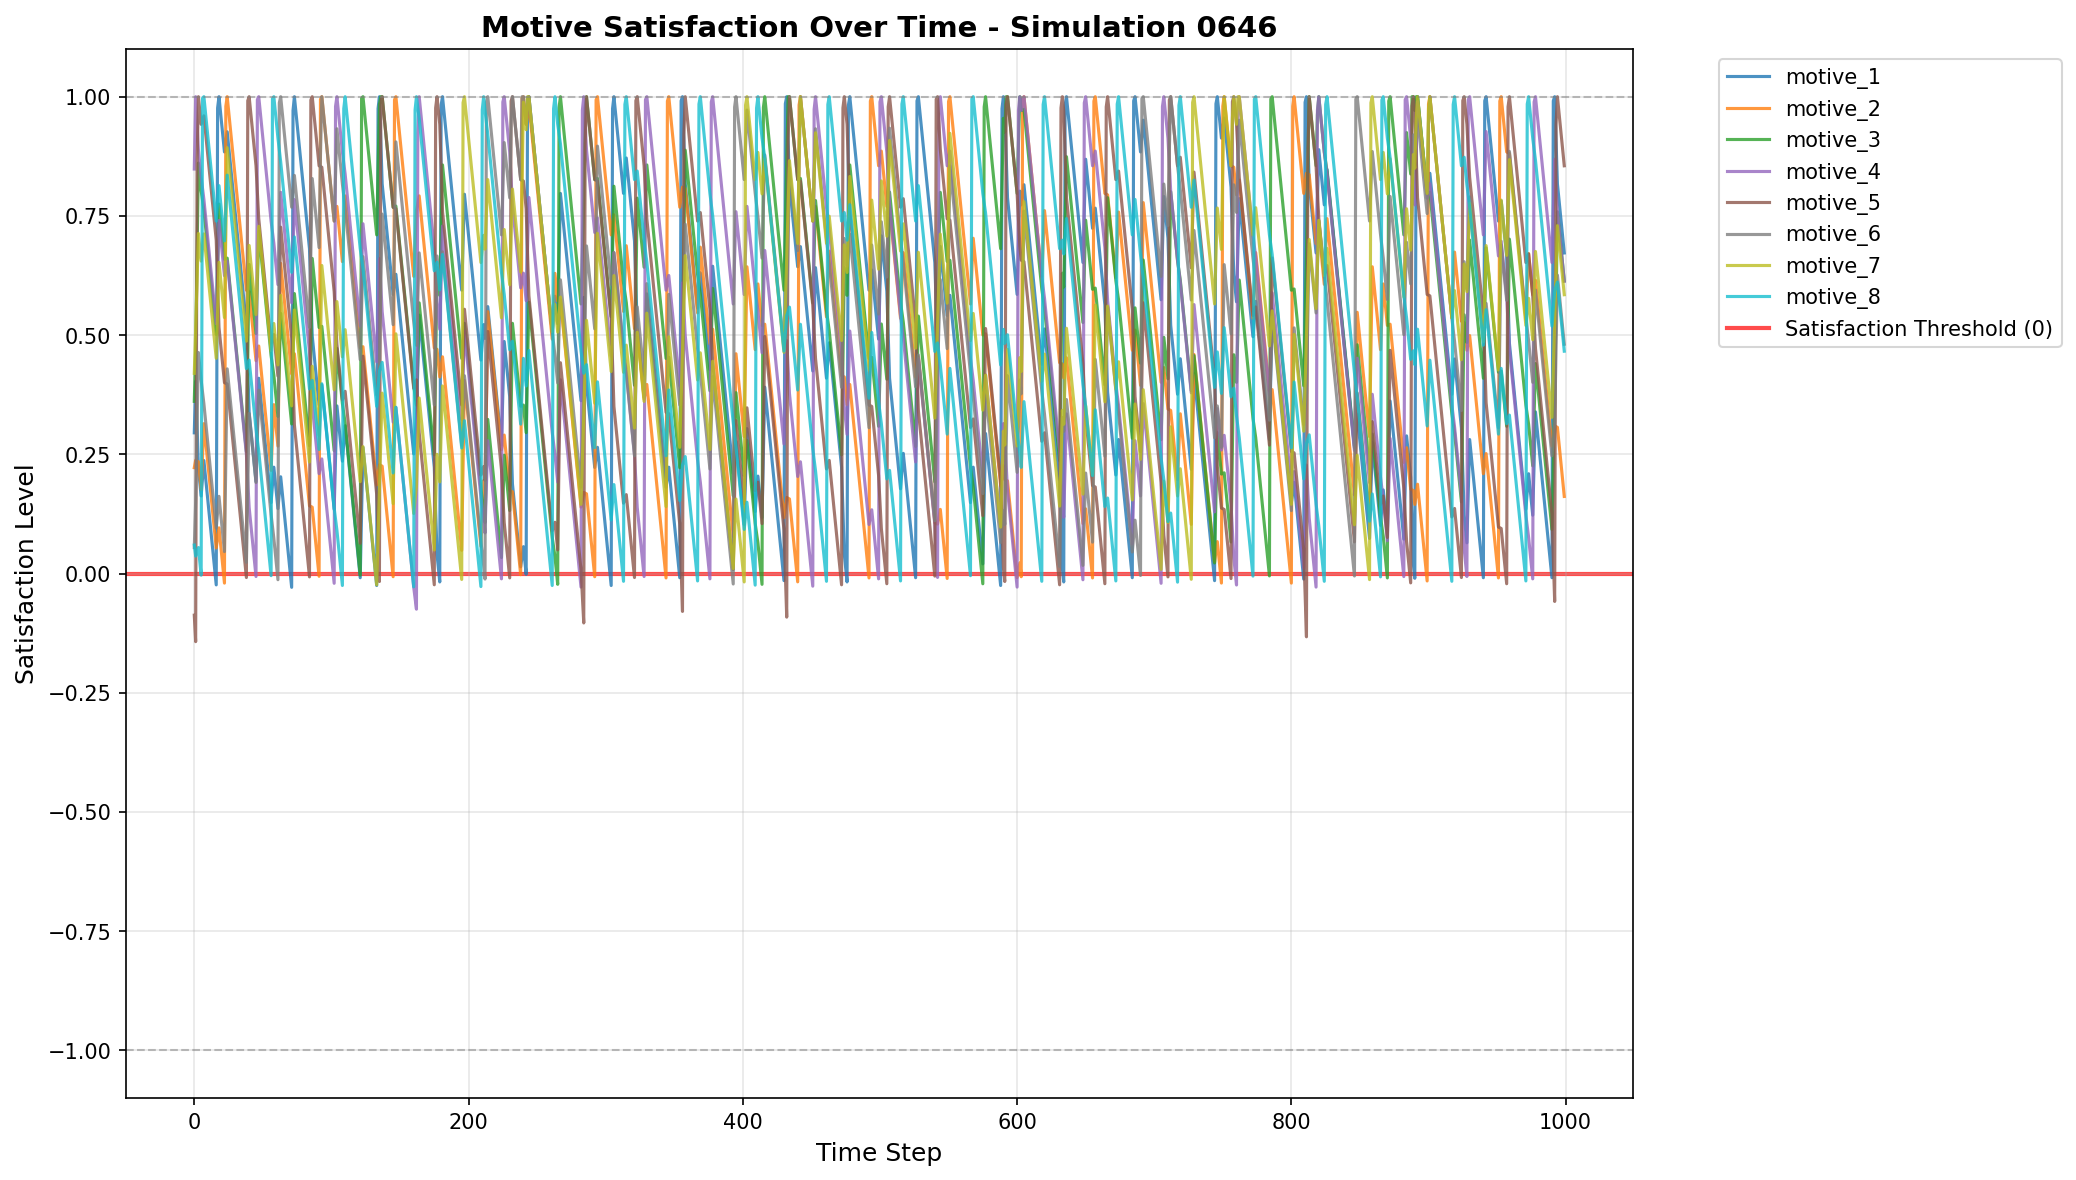 Motive Satisfaction Over Time - Simulation 0646
Satisfaction Level
1.00
0.75
0.50
0.25
0.00
−0.25
−0.50
−0.75
−1.00
0
200
400
600
800
1000
Time Step
motive_1
motive_2
motive_3
motive_4
motive_5
motive_6
motive_7
motive_8
Satisfaction Threshold (0)